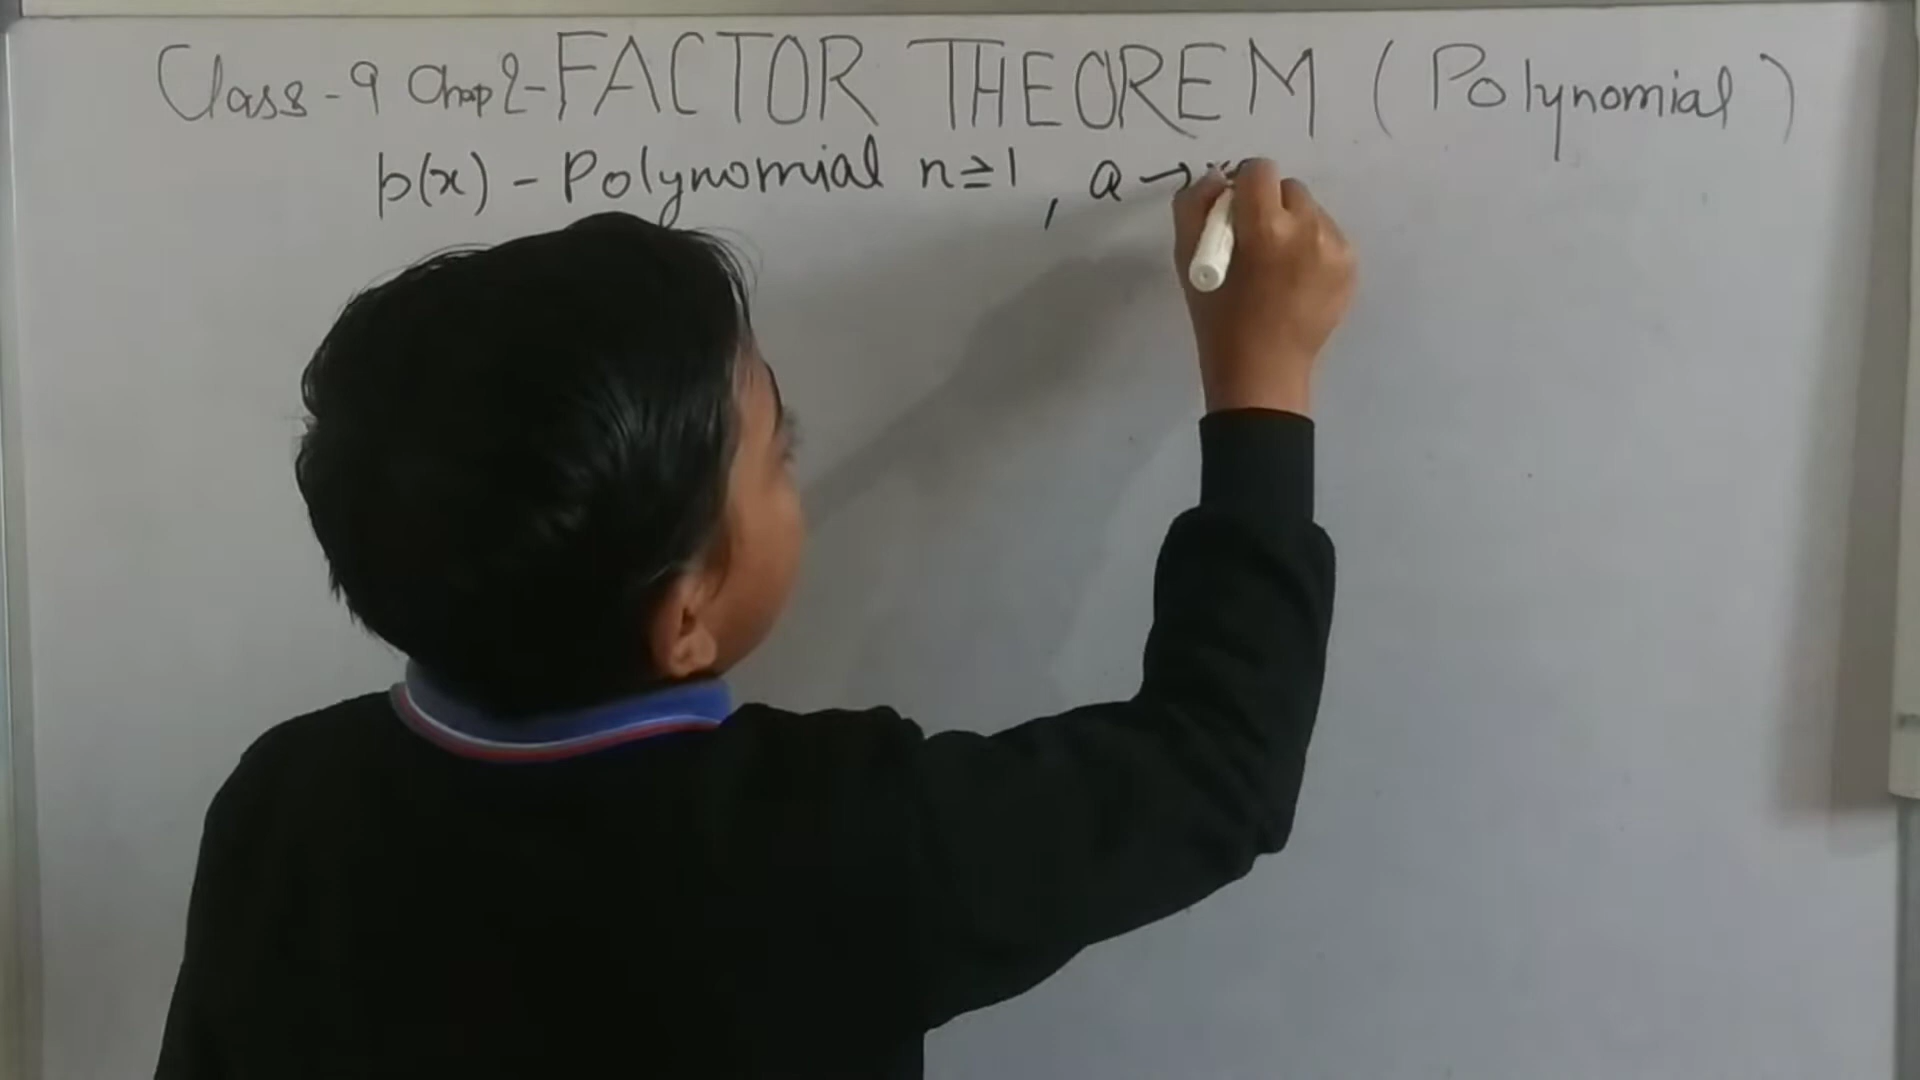 Class-9 Chap 2-FACTOR THEOREM (Polynomial)
p(x) - Polynomial n≥1, a →